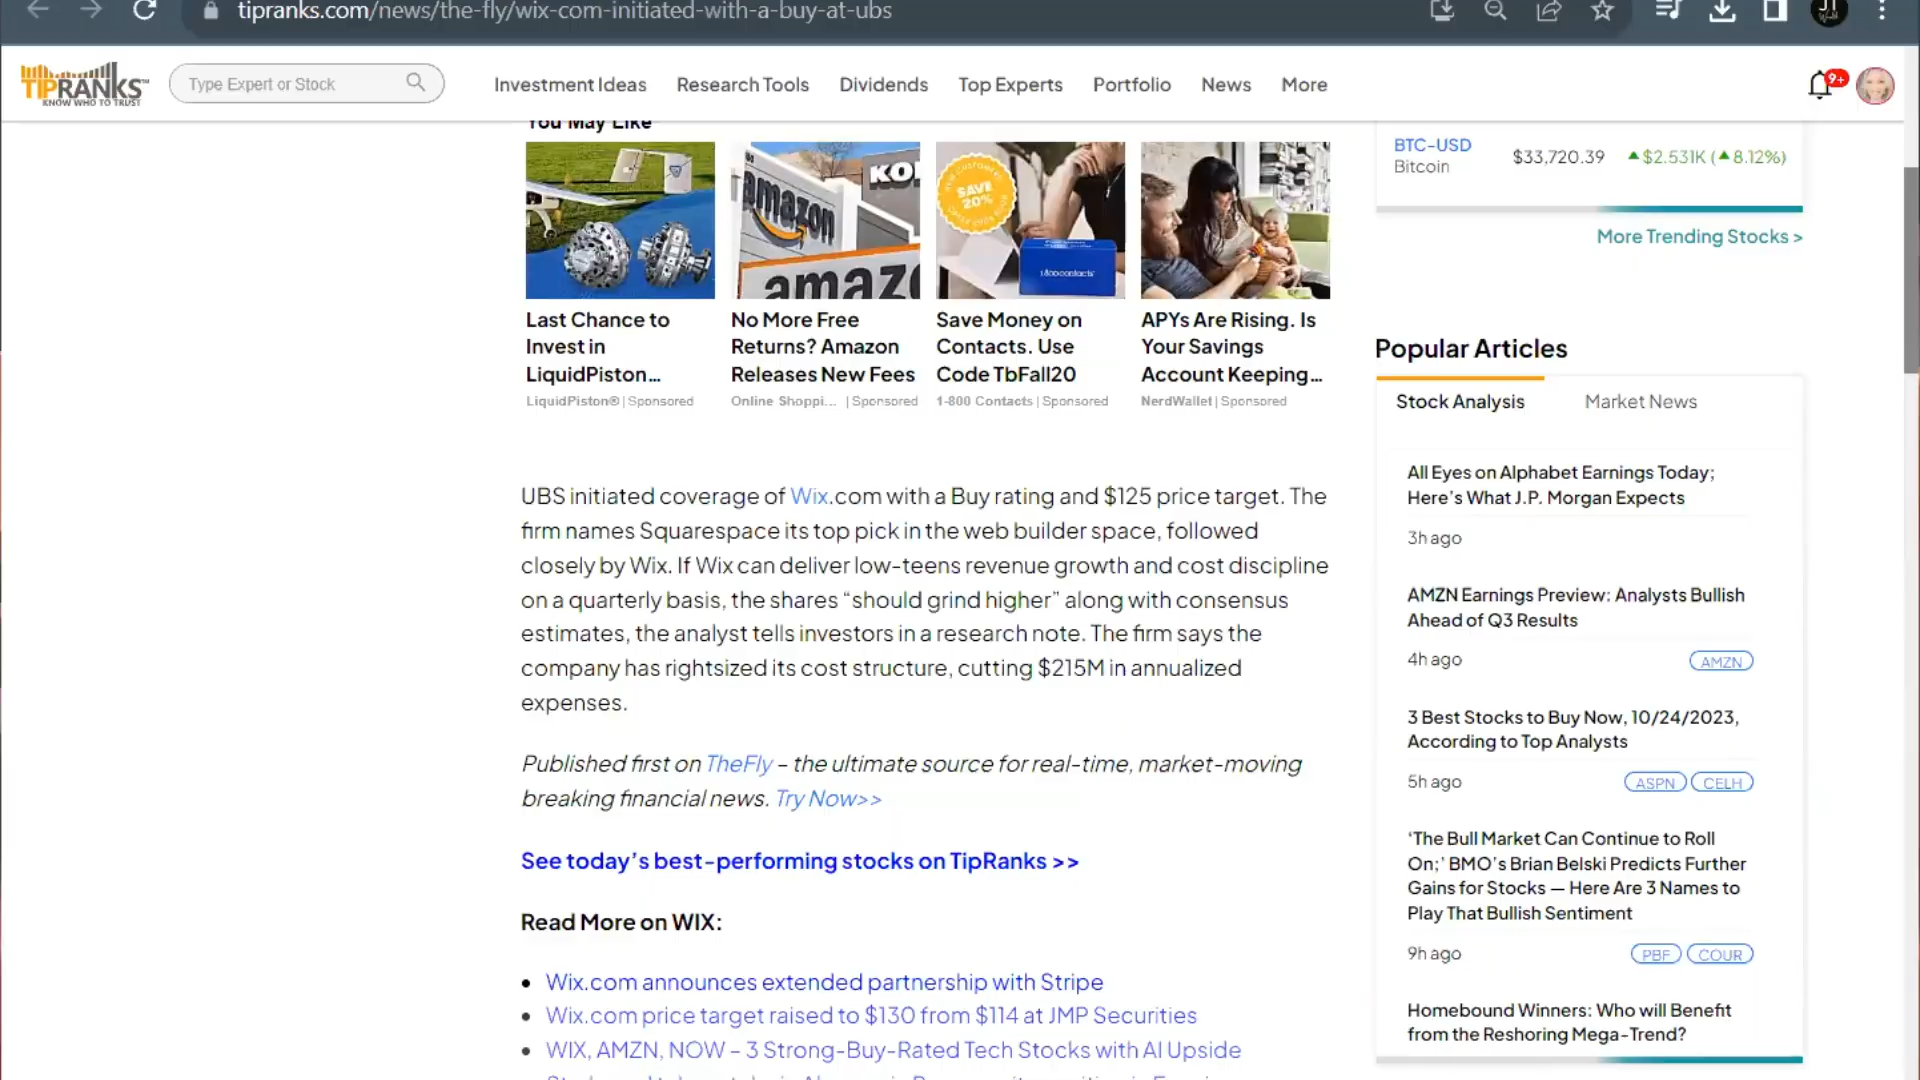 tipranks.com/news/the-fly/wix-com-initiated-with-a-buy-at-ubs
TIPRANKS
KNOW WHO TO TRUST
Type Expert or Stock
Investment Ideas
Research Tools
Dividends
Top Experts
Portfolio
News
More
9+
You May Like
amazon
KO
amaz
NEW CUSTOMERS
SAVE
20%
1·800 contacts
Last Chance to
Invest in
LiquidPiston…
LiquidPiston® | Sponsored
No More Free
Returns? Amazon
Releases New Fees
Online Shoppi... | Sponsored
Save Money on
Contacts. Use
Code TbFall20
1-800 Contacts | Sponsored
APYs Are Rising. Is
Your Savings
Account Keeping…
NerdWallet | Sponsored
UBS initiated coverage of Wix.com with a Buy rating and $125 price target. The
firm names Squarespace its top pick in the web builder space, followed
closely by Wix. If Wix can deliver low-teens revenue growth and cost discipline
on a quarterly basis, the shares “should grind higher” along with consensus
estimates, the analyst tells investors in a research note. The firm says the
company has rightsized its cost structure, cutting $215M in annualized
expenses.
Published first on TheFly – the ultimate source for real-time, market-moving
breaking financial news. Try Now>>
See today’s best-performing stocks on TipRanks >>
Read More on WIX:
• Wix.com announces extended partnership with Stripe
• Wix.com price target raised to $130 from $114 at JMP Securities
• WIX, AMZN, NOW – 3 Strong-Buy-Rated Tech Stocks with AI Upside
BTC-USD
Bitcoin
$33,720.39
▲$2.531K (▲8.12%)
More Trending Stocks >
Popular Articles
Stock Analysis
Market News
All Eyes on Alphabet Earnings Today;
Here’s What J.P. Morgan Expects
3h ago
AMZN Earnings Preview: Analysts Bullish
Ahead of Q3 Results
4h ago
AMZN
3 Best Stocks to Buy Now, 10/24/2023,
According to Top Analysts
5h ago
ASPN
CELH
‘The Bull Market Can Continue to Roll
On;’ BMO’s Brian Belski Predicts Further
Gains for Stocks — Here Are 3 Names to
Play That Bullish Sentiment
9h ago
PBF
COUR
Homebound Winners: Who will Benefit
from the Reshoring Mega-Trend?